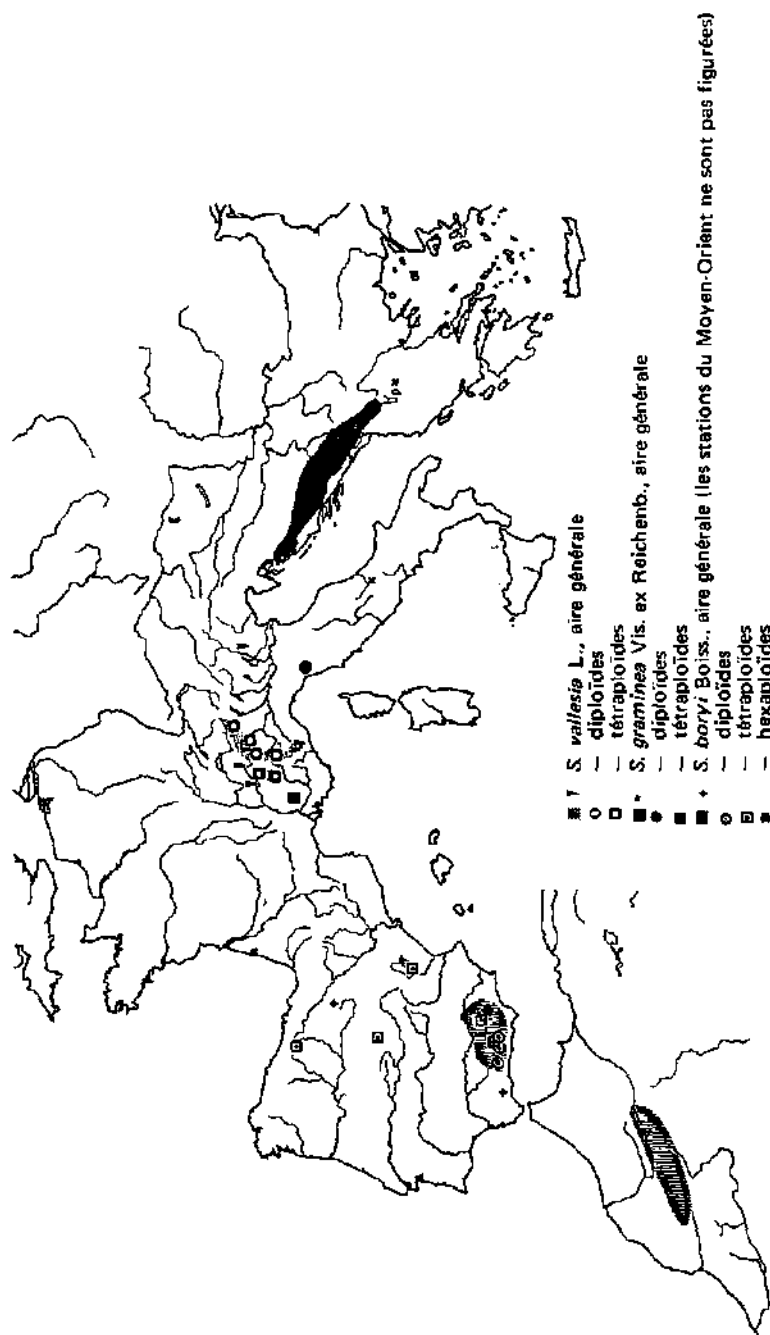 S. vallesia L., aire générale
— diploïdes
— tétraploïdes
S. graminea Vis. ex Reichenb., aire générale
— diploïdes
— tétraploïdes
S. boryi Boiss., aire générale (les stations du Moyen-Orient ne sont pas figurées)
— diploïdes
— tétraploïdes
— hexaploïdes